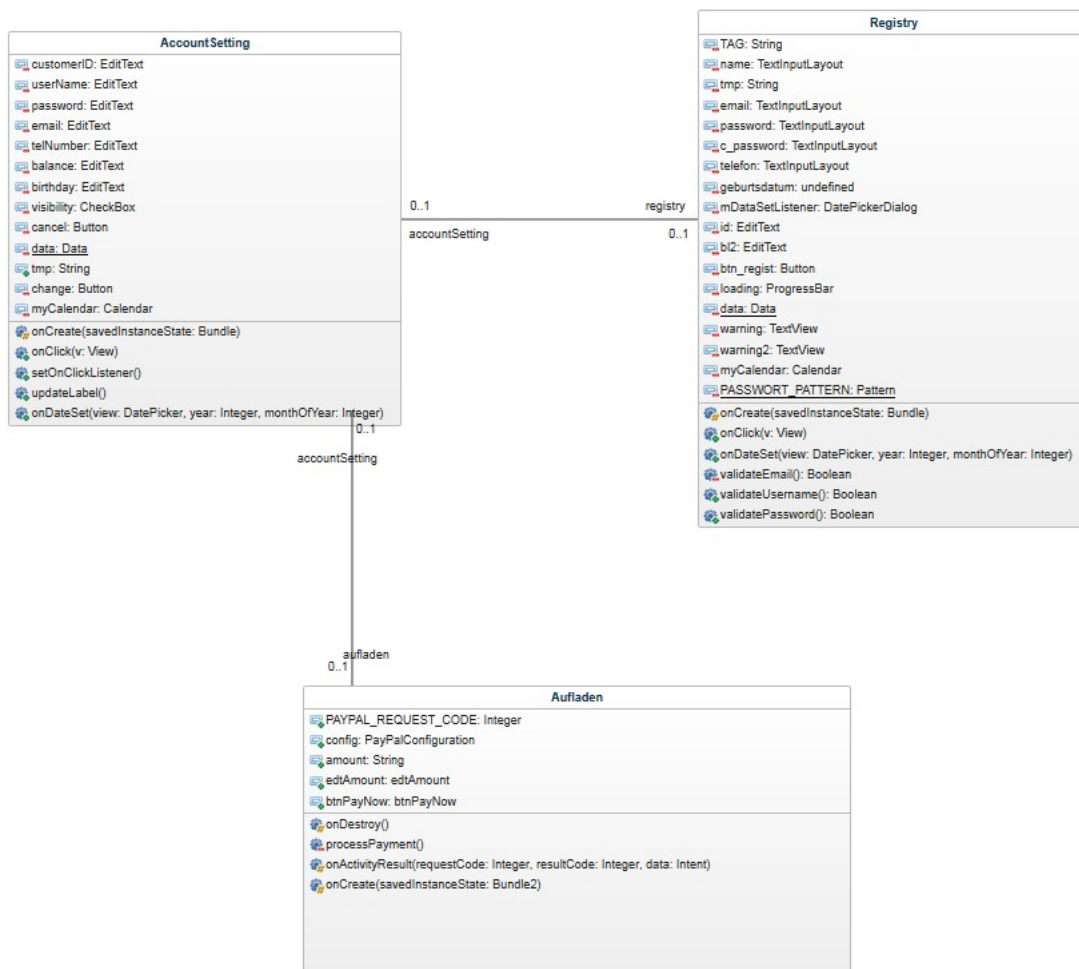 AccountSetting
customerID: EditText
userName: EditText
password: EditText
email: EditText
telNumber: EditText
balance: EditText
birthday: EditText
visibility: CheckBox
cancel: Button
data: Data
tmp: String
change: Button
myCalendar: Calendar
onCreate(savedInstanceState: Bundle)
onClick(v: View)
setOnClickListener()
updateLabel()
onDateSet(view: DatePicker, year: Integer, monthOfYear: Integer)
0..1
registry
accountSetting
0..1
Registry
TAG: String
name: TextInputLayout
tmp: String
email: TextInputLayout
password: TextInputLayout
c_password: TextInputLayout
telefon: TextInputLayout
geburtsdatum: undefined
mDataSetListener: DatePickerDialog
id: EditText
bl2: EditText
btn_regist: Button
loading: ProgressBar
data: Data
warning: TextView
warning2: TextView
myCalendar: Calendar
PASSWORT_PATTERN: Pattern
onCreate(savedInstanceState: Bundle)
onClick(v: View)
onDateSet(view: DatePicker, year: Integer, monthOfYear: Integer)
validateEmail(): Boolean
validateUsername(): Boolean
validatePassword(): Boolean
0..1
accountSetting
aufladen
0..1
Aufladen
PAYPAL_REQUEST_CODE: Integer
config: PayPalConfiguration
amount: String
edtAmount: edtAmount
btnPayNow: btnPayNow
onDestroy()
processPayment()
onActivityResult(requestCode: Integer, resultCode: Integer, data: Intent)
onCreate(savedInstanceState: Bundle2)